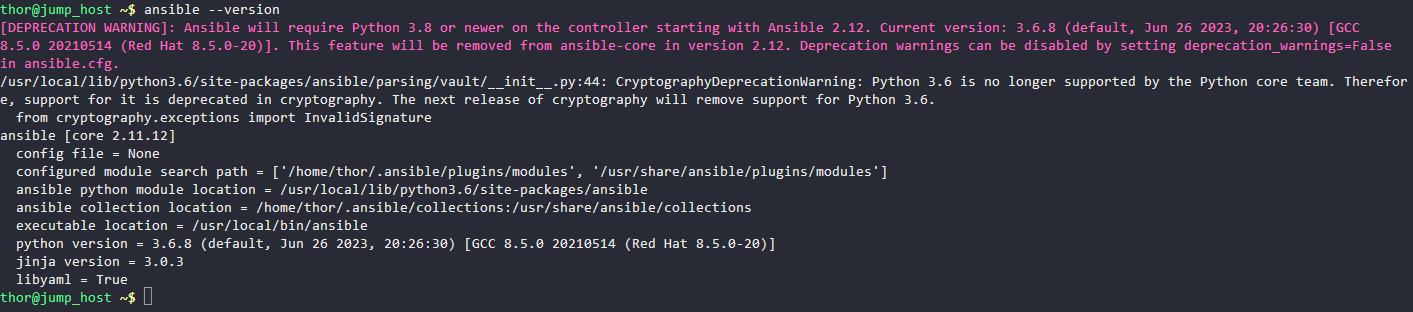 thor@jump_host ~$ ansible --version
[DEPRECATION WARNING]: Ansible will require Python 3.8 or newer on the controller starting with Ansible 2.12. Current version: 3.6.8 (default, Jun 26 2023, 20:26:30) [GCC
8.5.0 20210514 (Red Hat 8.5.0-20)]. This feature will be removed from ansible-core in version 2.12. Deprecation warnings can be disabled by setting deprecation_warnings=False
in ansible.cfg.
/usr/local/lib/python3.6/site-packages/ansible/parsing/vault/__init__.py:44: CryptographyDeprecationWarning: Python 3.6 is no longer supported by the Python core team. Therefor
e, support for it is deprecated in cryptography. The next release of cryptography will remove support for Python 3.6.
  from cryptography.exceptions import InvalidSignature
ansible [core 2.11.12]
  config file = None
  configured module search path = ['/home/thor/.ansible/plugins/modules', '/usr/share/ansible/plugins/modules']
  ansible python module location = /usr/local/lib/python3.6/site-packages/ansible
  ansible collection location = /home/thor/.ansible/collections:/usr/share/ansible/collections
  executable location = /usr/local/bin/ansible
  python version = 3.6.8 (default, Jun 26 2023, 20:26:30) [GCC 8.5.0 20210514 (Red Hat 8.5.0-20)]
  jinja version = 3.0.3
  libyaml = True
thor@jump_host ~$